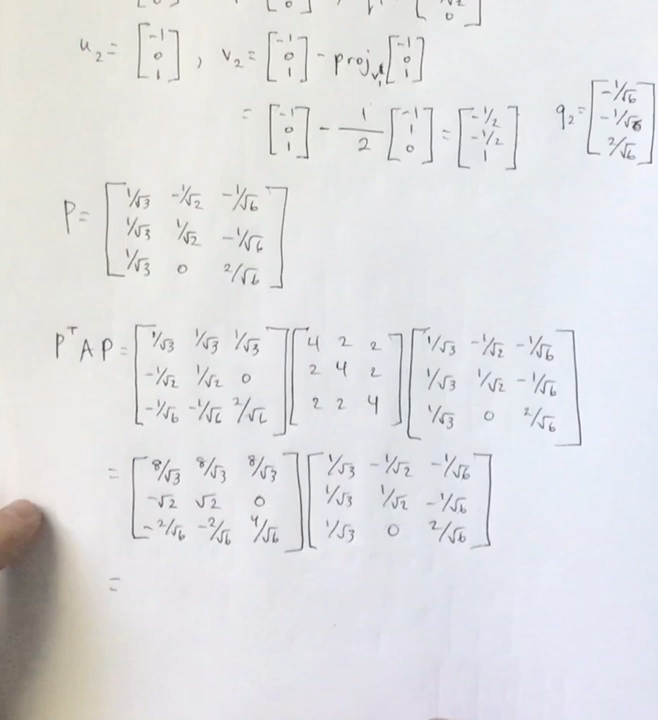 u₂ = [-1; 0; 1], v₂ = [-1; 0; 1] - proj_v₁ [-1; 0; 1]
= [-1; 0; 1] - 1/2 [-1; 1; 0] = [-1/2; -1/2; 1] q₂ = [-1/√6; -1/√6; 2/√6]
P = [1/√3 -1/√2 -1/√6; 1/√3 1/√2 -1/√6; 1/√3 0 2/√6]
PᵀAP = [1/√3 1/√3 1/√3; -1/√2 1/√2 0; -1/√6 -1/√6 2/√6] [4 2 2; 2 4 2; 2 2 4] [1/√3 -1/√2 -1/√6; 1/√3 1/√2 -1/√6; 1/√3 0 2/√6]
= [8/√3 8/√3 8/√3; -√2 √2 0; -2/√6 -2/√6 4/√6] [1/√3 -1/√2 -1/√6; 1/√3 1/√2 -1/√6; 1/√3 0 2/√6]
=